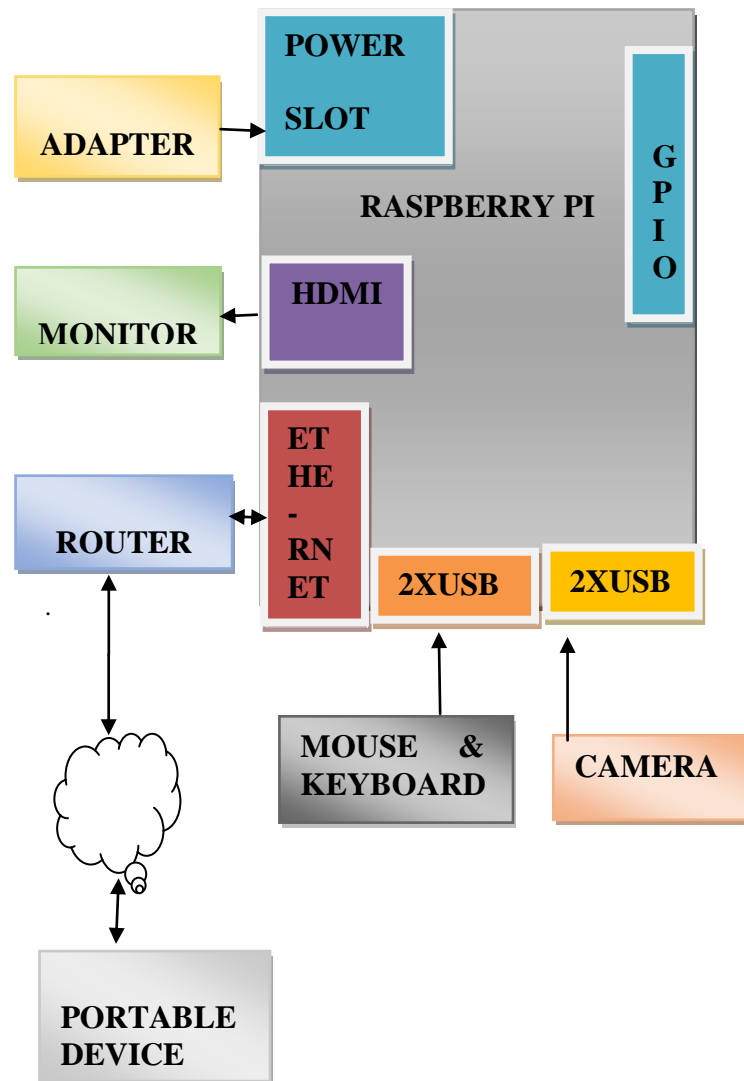 POWER
SLOT
ADAPTER
RASPBERRY PI
G
P
I
O
HDMI
MONITOR
ET
HE
-
RN
ET
ROUTER
2XUSB
2XUSB
.
MOUSE &
KEYBOARD
CAMERA
PORTABLE
DEVICE